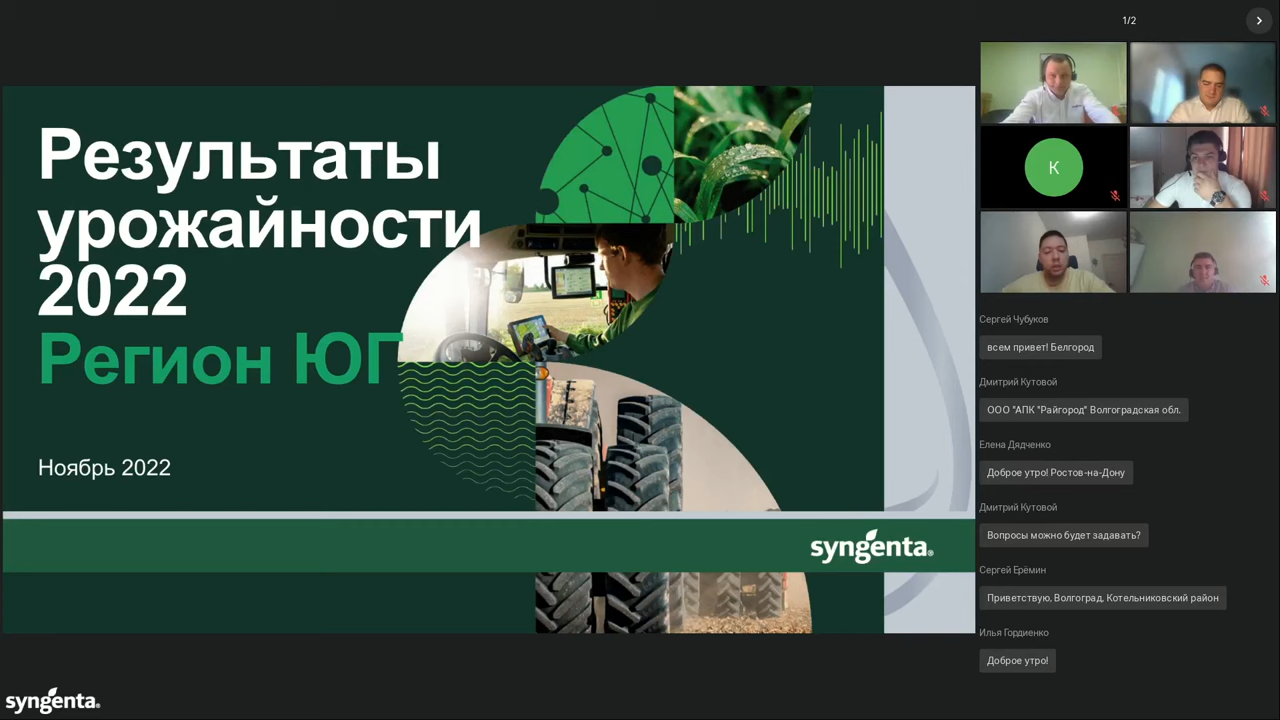 1/2
Результаты
урожайности
2022
Регион ЮГ
Ноябрь 2022
syngenta.
К
Сергей Чубуков
всем привет! Белгород
Дмитрий Кутовой
ООО "АПК "Райгород" Волгоградская обл.
Елена Дядченко
Доброе утро! Ростов-на-Дону
Дмитрий Кутовой
Вопросы можно будет задавать?
Сергей Ерёмин
Приветствую, Волгоград, Котельниковский район
Илья Гордиенко
Доброе утро!
syngenta.